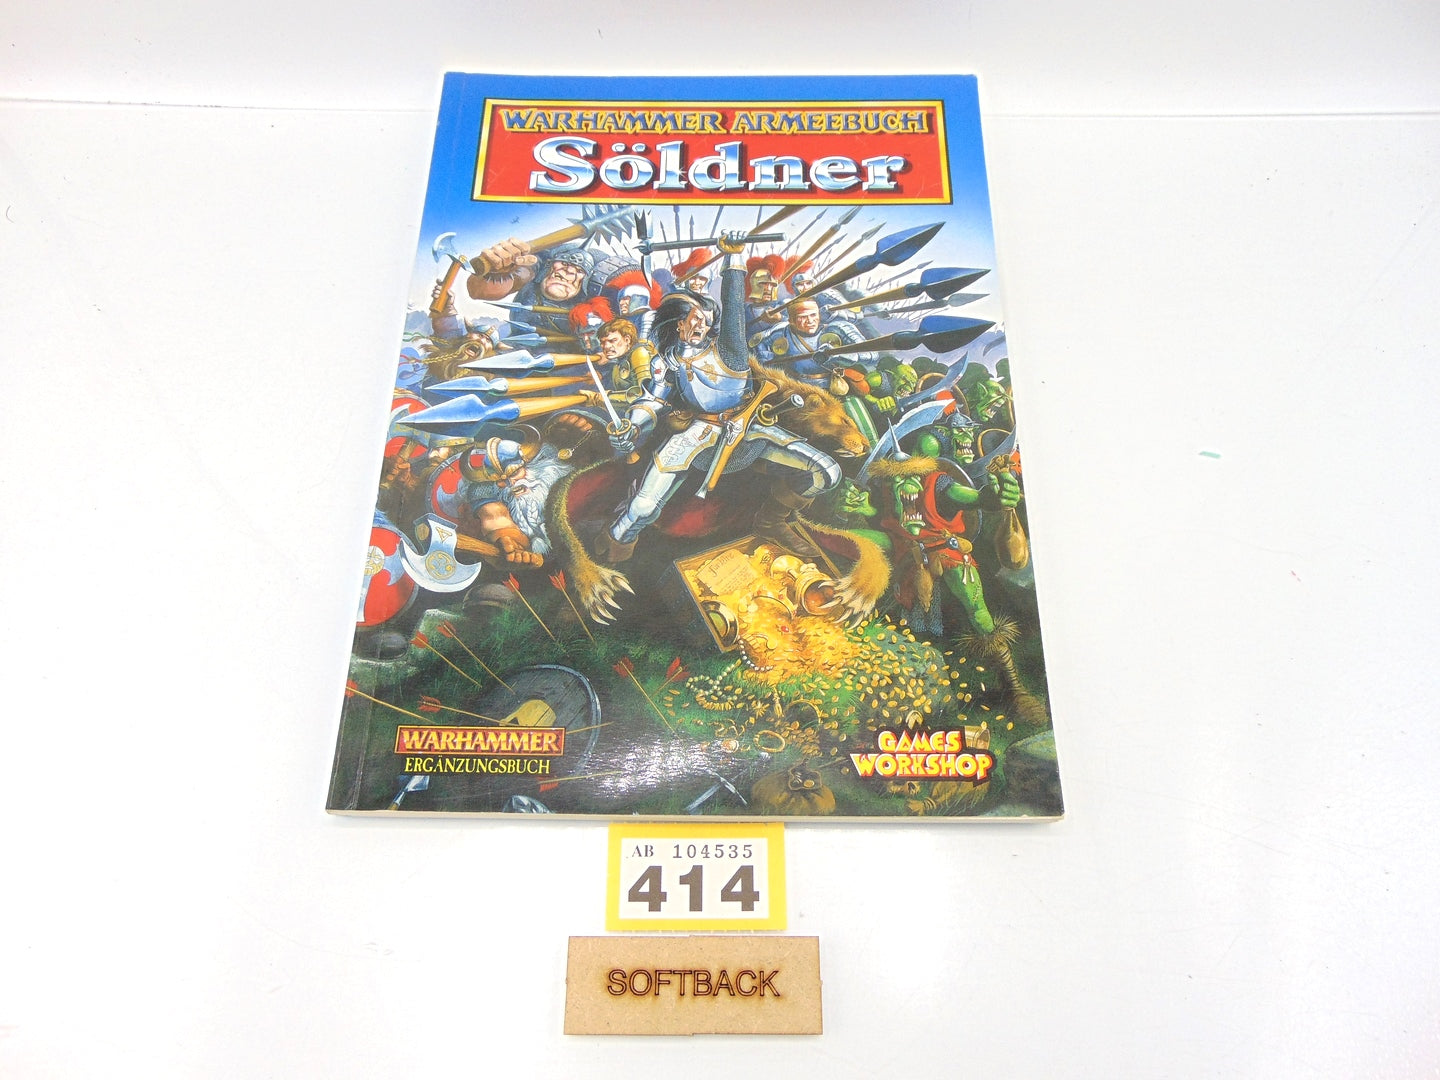 WARHAMMER ARMEEBUCH
Söldner
WARHAMMER
ERGÄNZUNGSBUCH
GAMES
WORKSHOP
AB 104535
414
SOFTBACK